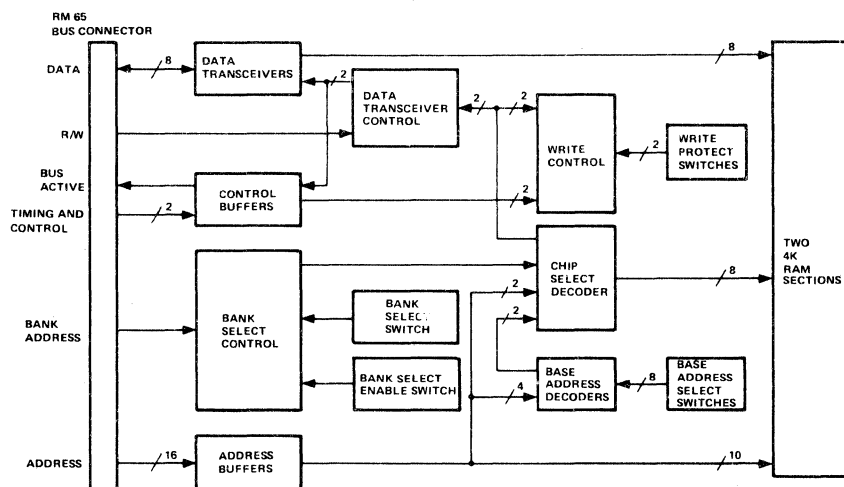 RM 65
BUS CONNECTOR
DATA
8
DATA
TRANSCEIVERS
8
2
DATA
TRANSCEIVER
CONTROL
2
2
R/W
WRITE
CONTROL
2
WRITE
PROTECT
SWITCHES
BUS
ACTIVE
CONTROL
BUFFERS
2
TIMING AND
CONTROL
2
TWO
4K
RAM
SECTIONS
CHIP
SELECT
DECODER
8
2
2
BANK
ADDRESS
BANK
SELECT
CONTROL
BANK
SELECT
SWITCH
BANK SELECT
ENABLE SWITCH
4
BASE
ADDRESS
DECODERS
8
BASE
ADDRESS
SELECT
SWITCHES
ADDRESS
16
ADDRESS
BUFFERS
10